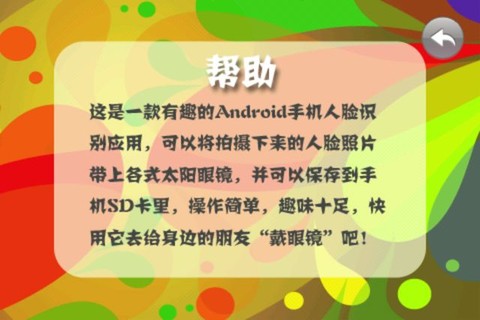 帮助
这是一款有趣的Android手机人脸识
别应用，可以将拍摄下来的人脸照片
带上各式太阳眼镜，并可以保存到手
机SD卡里，操作简单，趣味十足，快
用它去给身边的朋友“戴眼镜”吧！